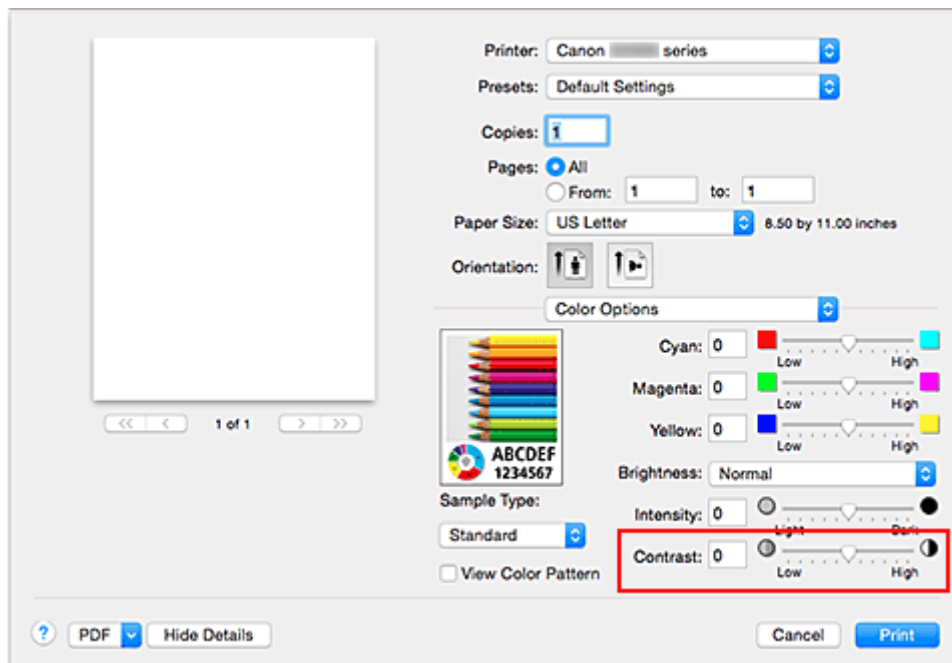 Printer: Canon series
Presets: Default Settings
Copies: 1
Pages: All
From: 1 to: 1
Paper Size: US Letter 8.50 by 11.00 inches
Orientation:
Color Options
1 of 1
ABCDEF
1234567
Sample Type:
Standard
View Color Pattern
Cyan: 0
Low High
Magenta: 0
Low High
Yellow: 0
Low High
Brightness: Normal
Intensity: 0
Light Dark
Contrast: 0
Low High
? PDF Hide Details Cancel Print